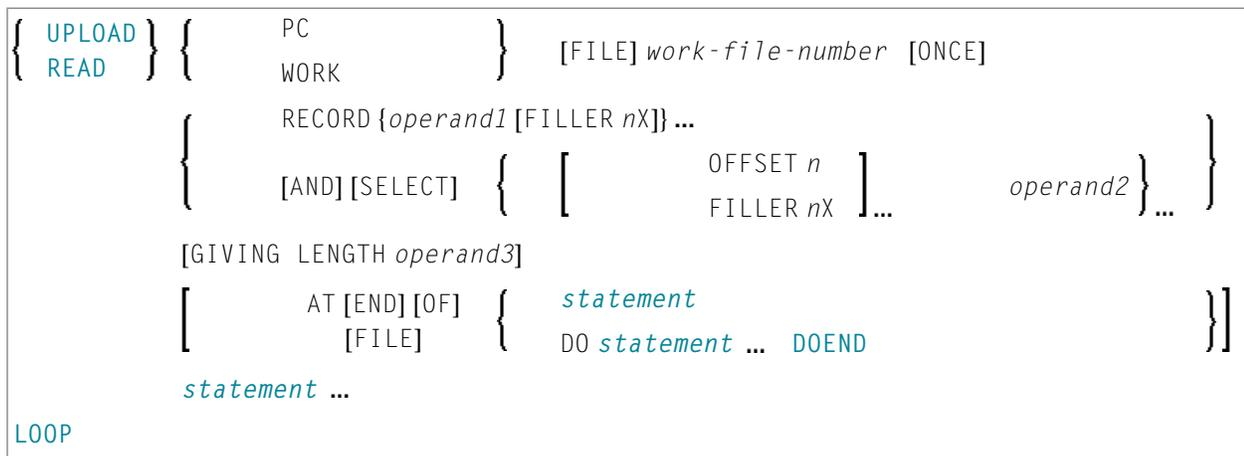 { UPLOAD } { PC } [FILE] work-file-number [ONCE]
READ WORK
{ RECORD {operand1 [FILLER nX]} ... }
[AND] [SELECT] { [ OFFSET n ] ... operand2 } ...
FILLER nX
[GIVING LENGTH operand3]
[ AT [END] [OF] { statement } ]
[FILE] DO statement ... DOEND
statement ...
LOOP